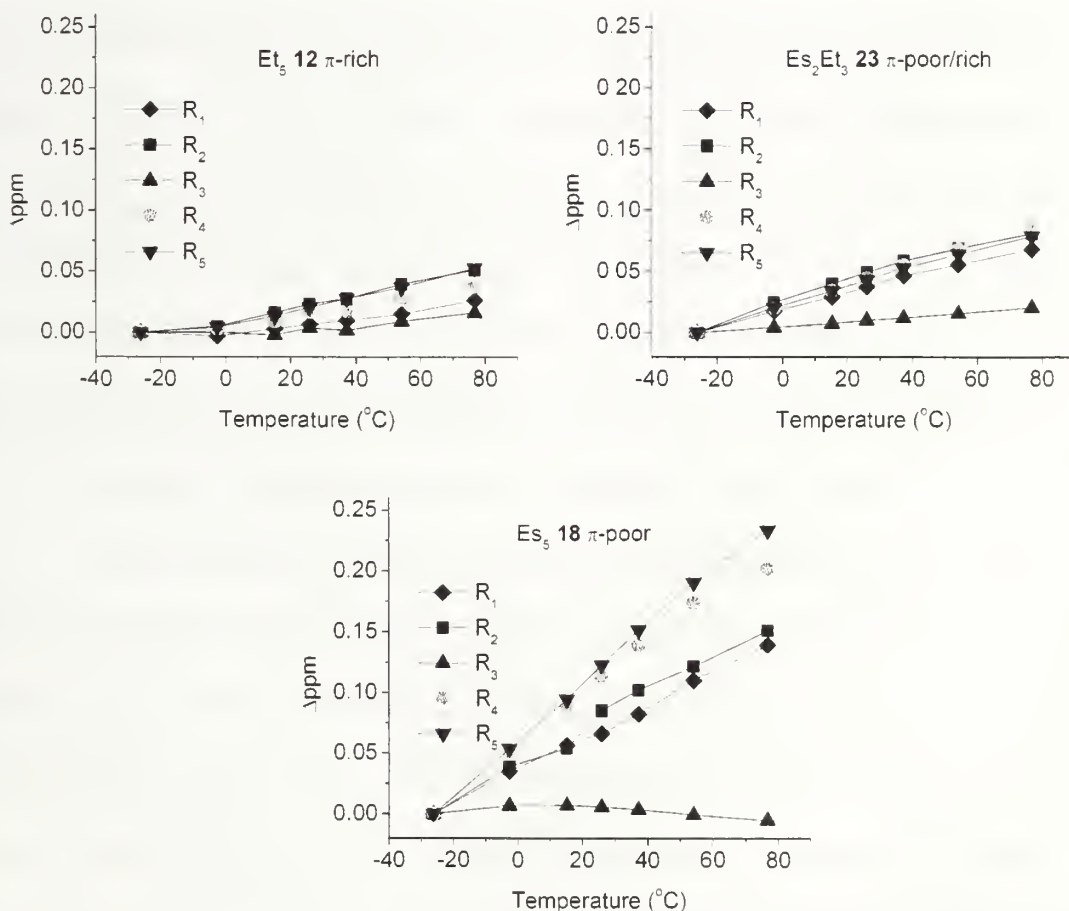 Et₅ 12 π-rich
0.25
0.20
0.15
0.10
0.05
0.00
Δppm
R₁
R₂
R₃
R₄
R₅
-40 -20 0 20 40 60 80
Temperature (°C)
Es₂Et₃ 23 π-poor/rich
0.25
0.20
0.15
0.10
0.05
0.00
Δppm
R₁
R₂
R₃
R₄
R₅
-40 -20 0 20 40 60 80
Temperature (°C)
Es₅ 18 π-poor
0.25
0.20
0.15
0.10
0.05
0.00
Δppm
R₁
R₂
R₃
R₄
R₅
-40 -20 0 20 40 60 80
Temperature (°C)